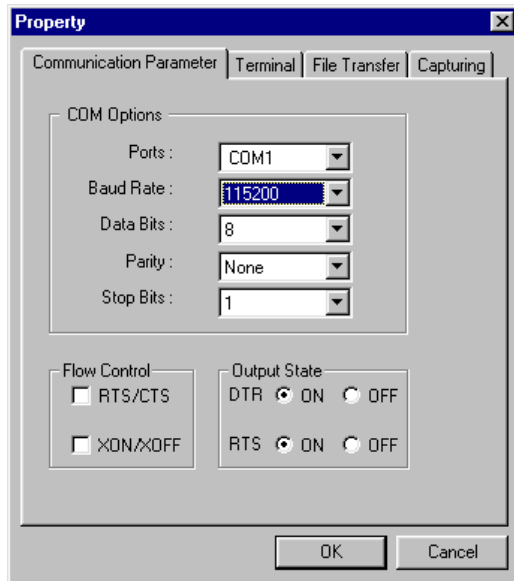 Property
Communication Parameter Terminal File Transfer Capturing
COM Options
Ports : COM1
Baud Rate : 115200
Data Bits : 8
Parity : None
Stop Bits : 1
Flow Control Output State
RTS/CTS DTR ON OFF
XON/XOFF RTS ON OFF
OK Cancel